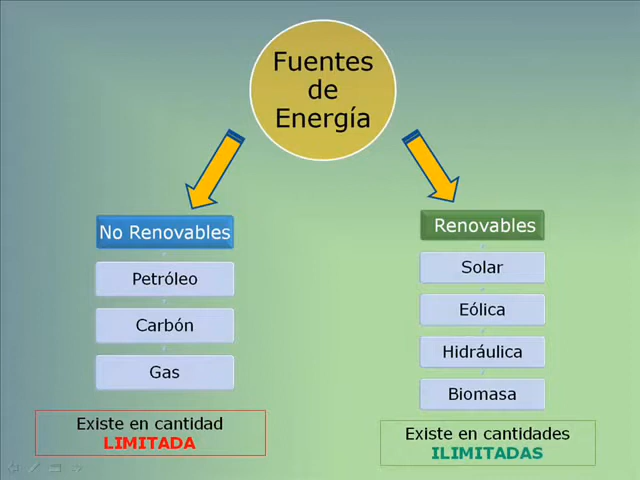 Fuentes
de
Energía
No Renovables
Petróleo
Carbón
Gas
Existe en cantidad
LIMITADA
Renovables
Solar
Eólica
Hidráulica
Biomasa
Existe en cantidades
ILIMITADAS